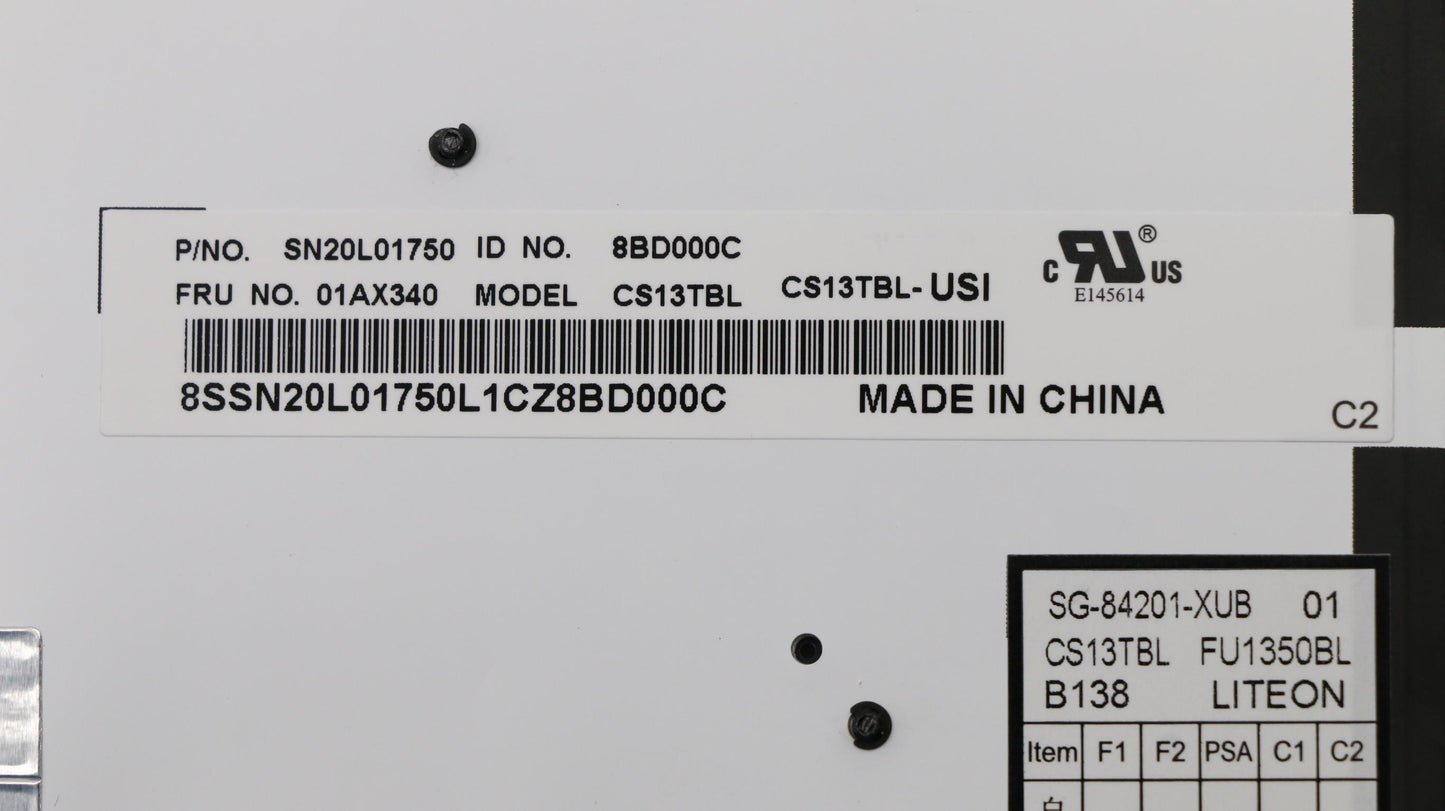 P/NO. SN20L01750 ID NO. 8BD000C
FRU NO. 01AX340 MODEL CS13TBL CS13TBL-USI
c RU® US
E145614
8SSN20L01750L1CZ8BD000C MADE IN CHINA
C2
SG-84201-XUB 01
CS13TBL FU1350BL
B138 LITEON
Item F1 F2 PSA C1 C2